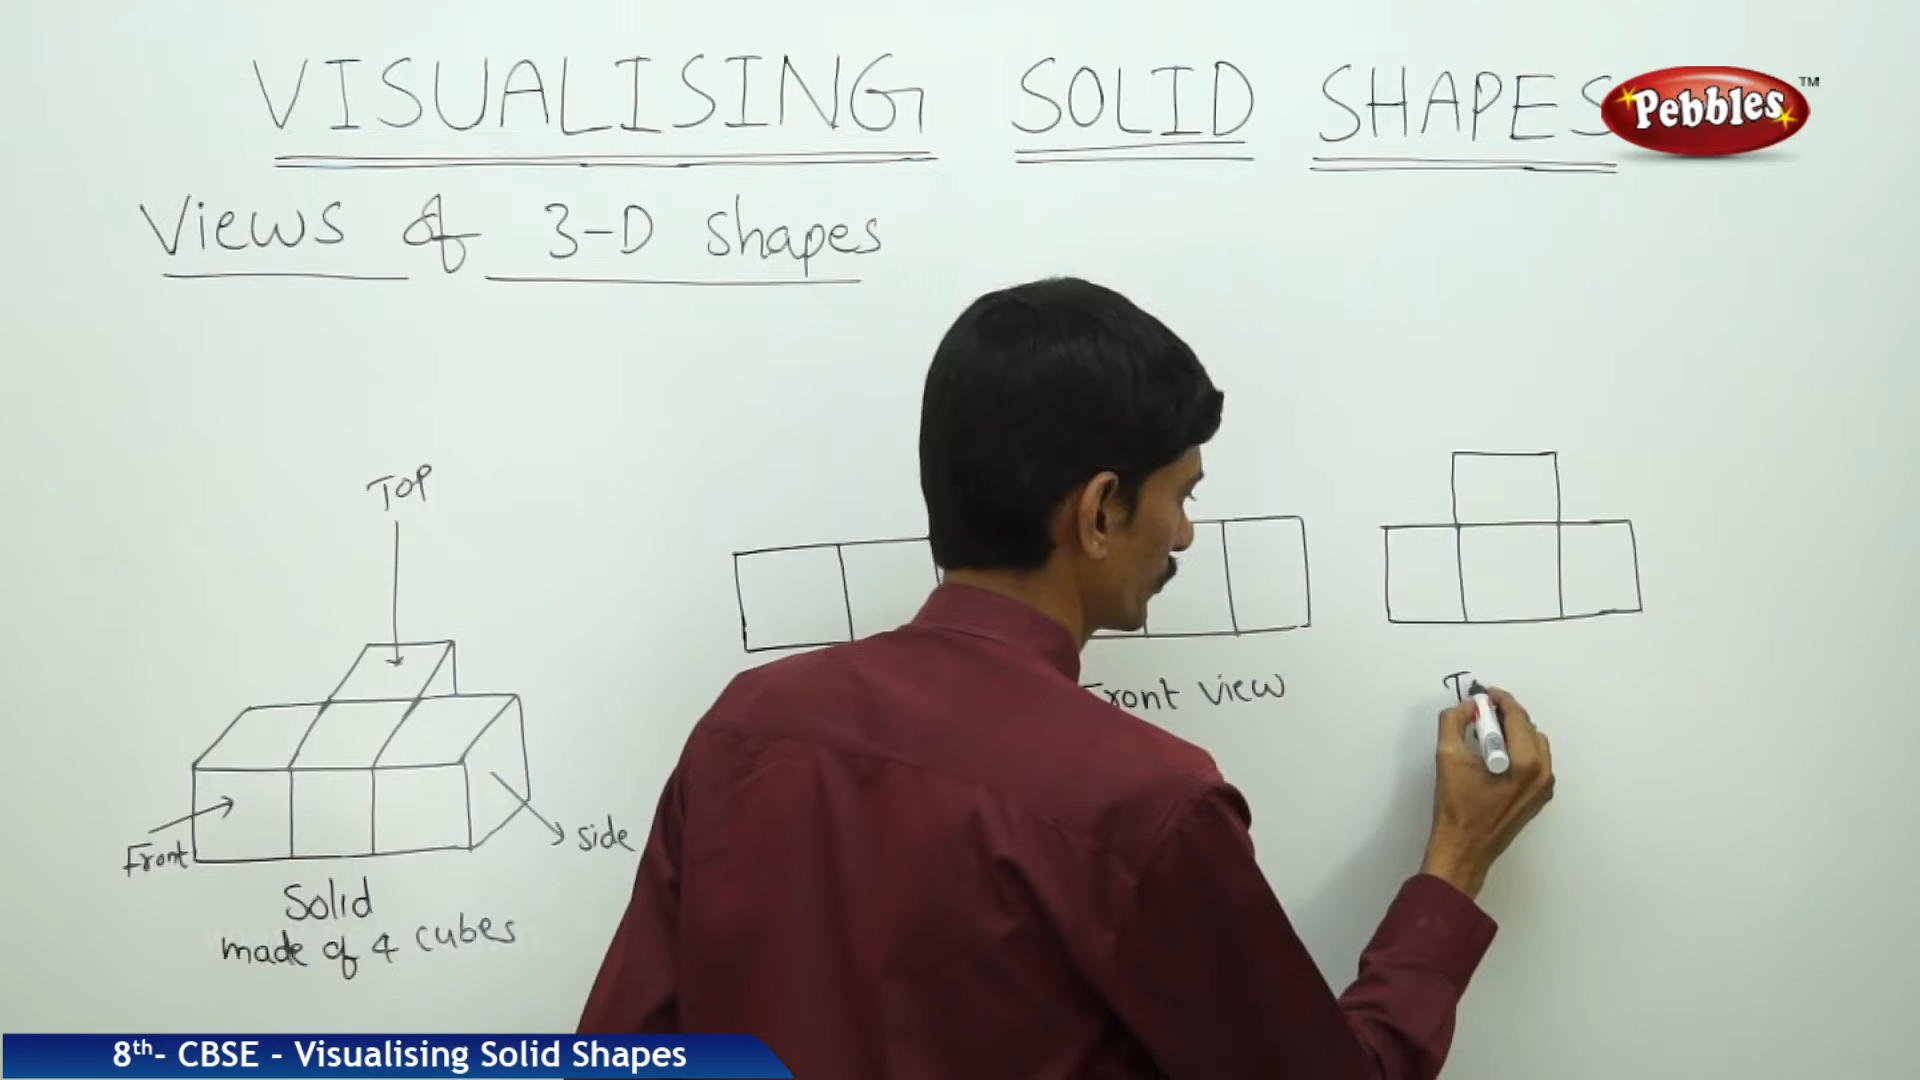 VISUALISING SOLID SHAPES
Pebbles™
Views of 3-D shapes
TOP
Front view
Side
Front
Solid
made of 4 cubes
8th- CBSE - Visualising Solid Shapes